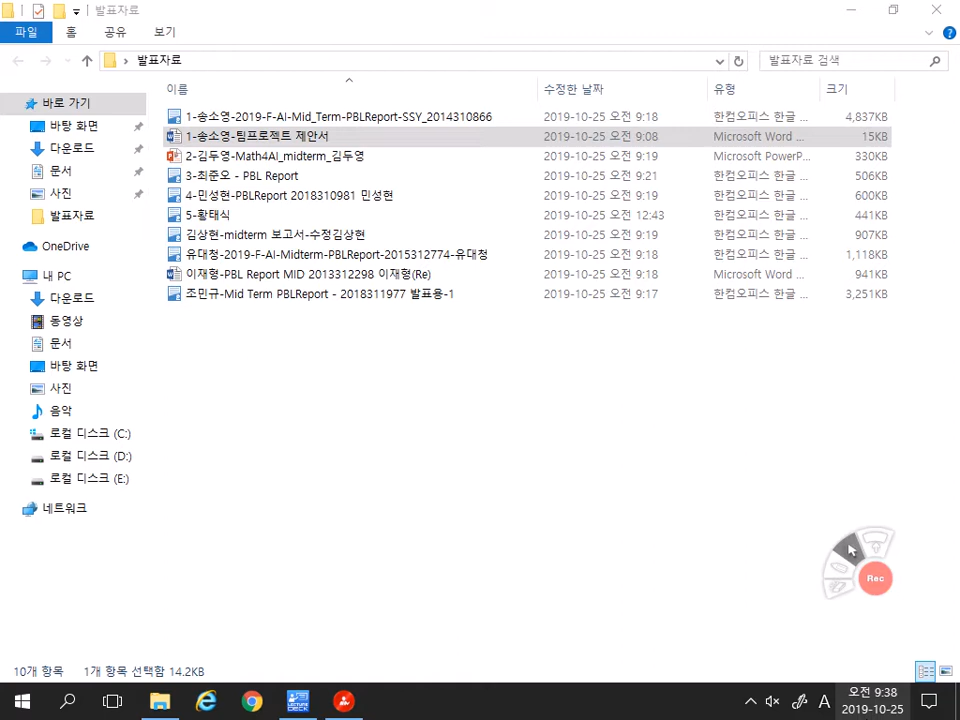 발표자료
파일 홈 공유 보기
발표자료
발표자료 검색
이름 수정한 날짜 유형 크기
바로 가기
바탕 화면
다운로드
문서
사진
발표자료
OneDrive
내 PC
다운로드
동영상
문서
바탕 화면
사진
음악
로컬 디스크 (C:)
로컬 디스크 (D:)
로컬 디스크 (E:)
네트워크
1-송소영-2019-F-AI-Mid_Term-PBLReport-SSY_2014310866 2019-10-25 오전 9:18 한컴오피스 한글 ... 4,837KB
1-송소영-팀프로젝트 제안서 2019-10-25 오전 9:08 Microsoft Word ... 15KB
2-김두영-Math4AI_midterm_김두영 2019-10-25 오전 9:19 Microsoft PowerP... 330KB
3-최준오 - PBL Report 2019-10-25 오전 9:21 한컴오피스 한글 ... 506KB
4-민성현-PBLReport 2018310981 민성현 2019-10-25 오전 9:19 한컴오피스 한글 ... 600KB
5-황태식 2019-10-25 오전 12:43 한컴오피스 한글 ... 441KB
김상현-midterm 보고서-수정김상현 2019-10-25 오전 9:19 한컴오피스 한글 ... 907KB
유대청-2019-F-AI-Midterm-PBLReport-2015312774-유대청 2019-10-25 오전 9:18 한컴오피스 한글 ... 1,118KB
이재형-PBL Report MID 2013312298 이재형(Re) 2019-10-25 오전 9:18 Microsoft Word ... 941KB
조민규-Mid Term PBLReport - 2018311977 발표용-1 2019-10-25 오전 9:17 한컴오피스 한글 ... 3,251KB
Rec
10개 항목 1개 항목 선택함 14.2KB
LECTURE
A
오전 9:38
2019-10-25